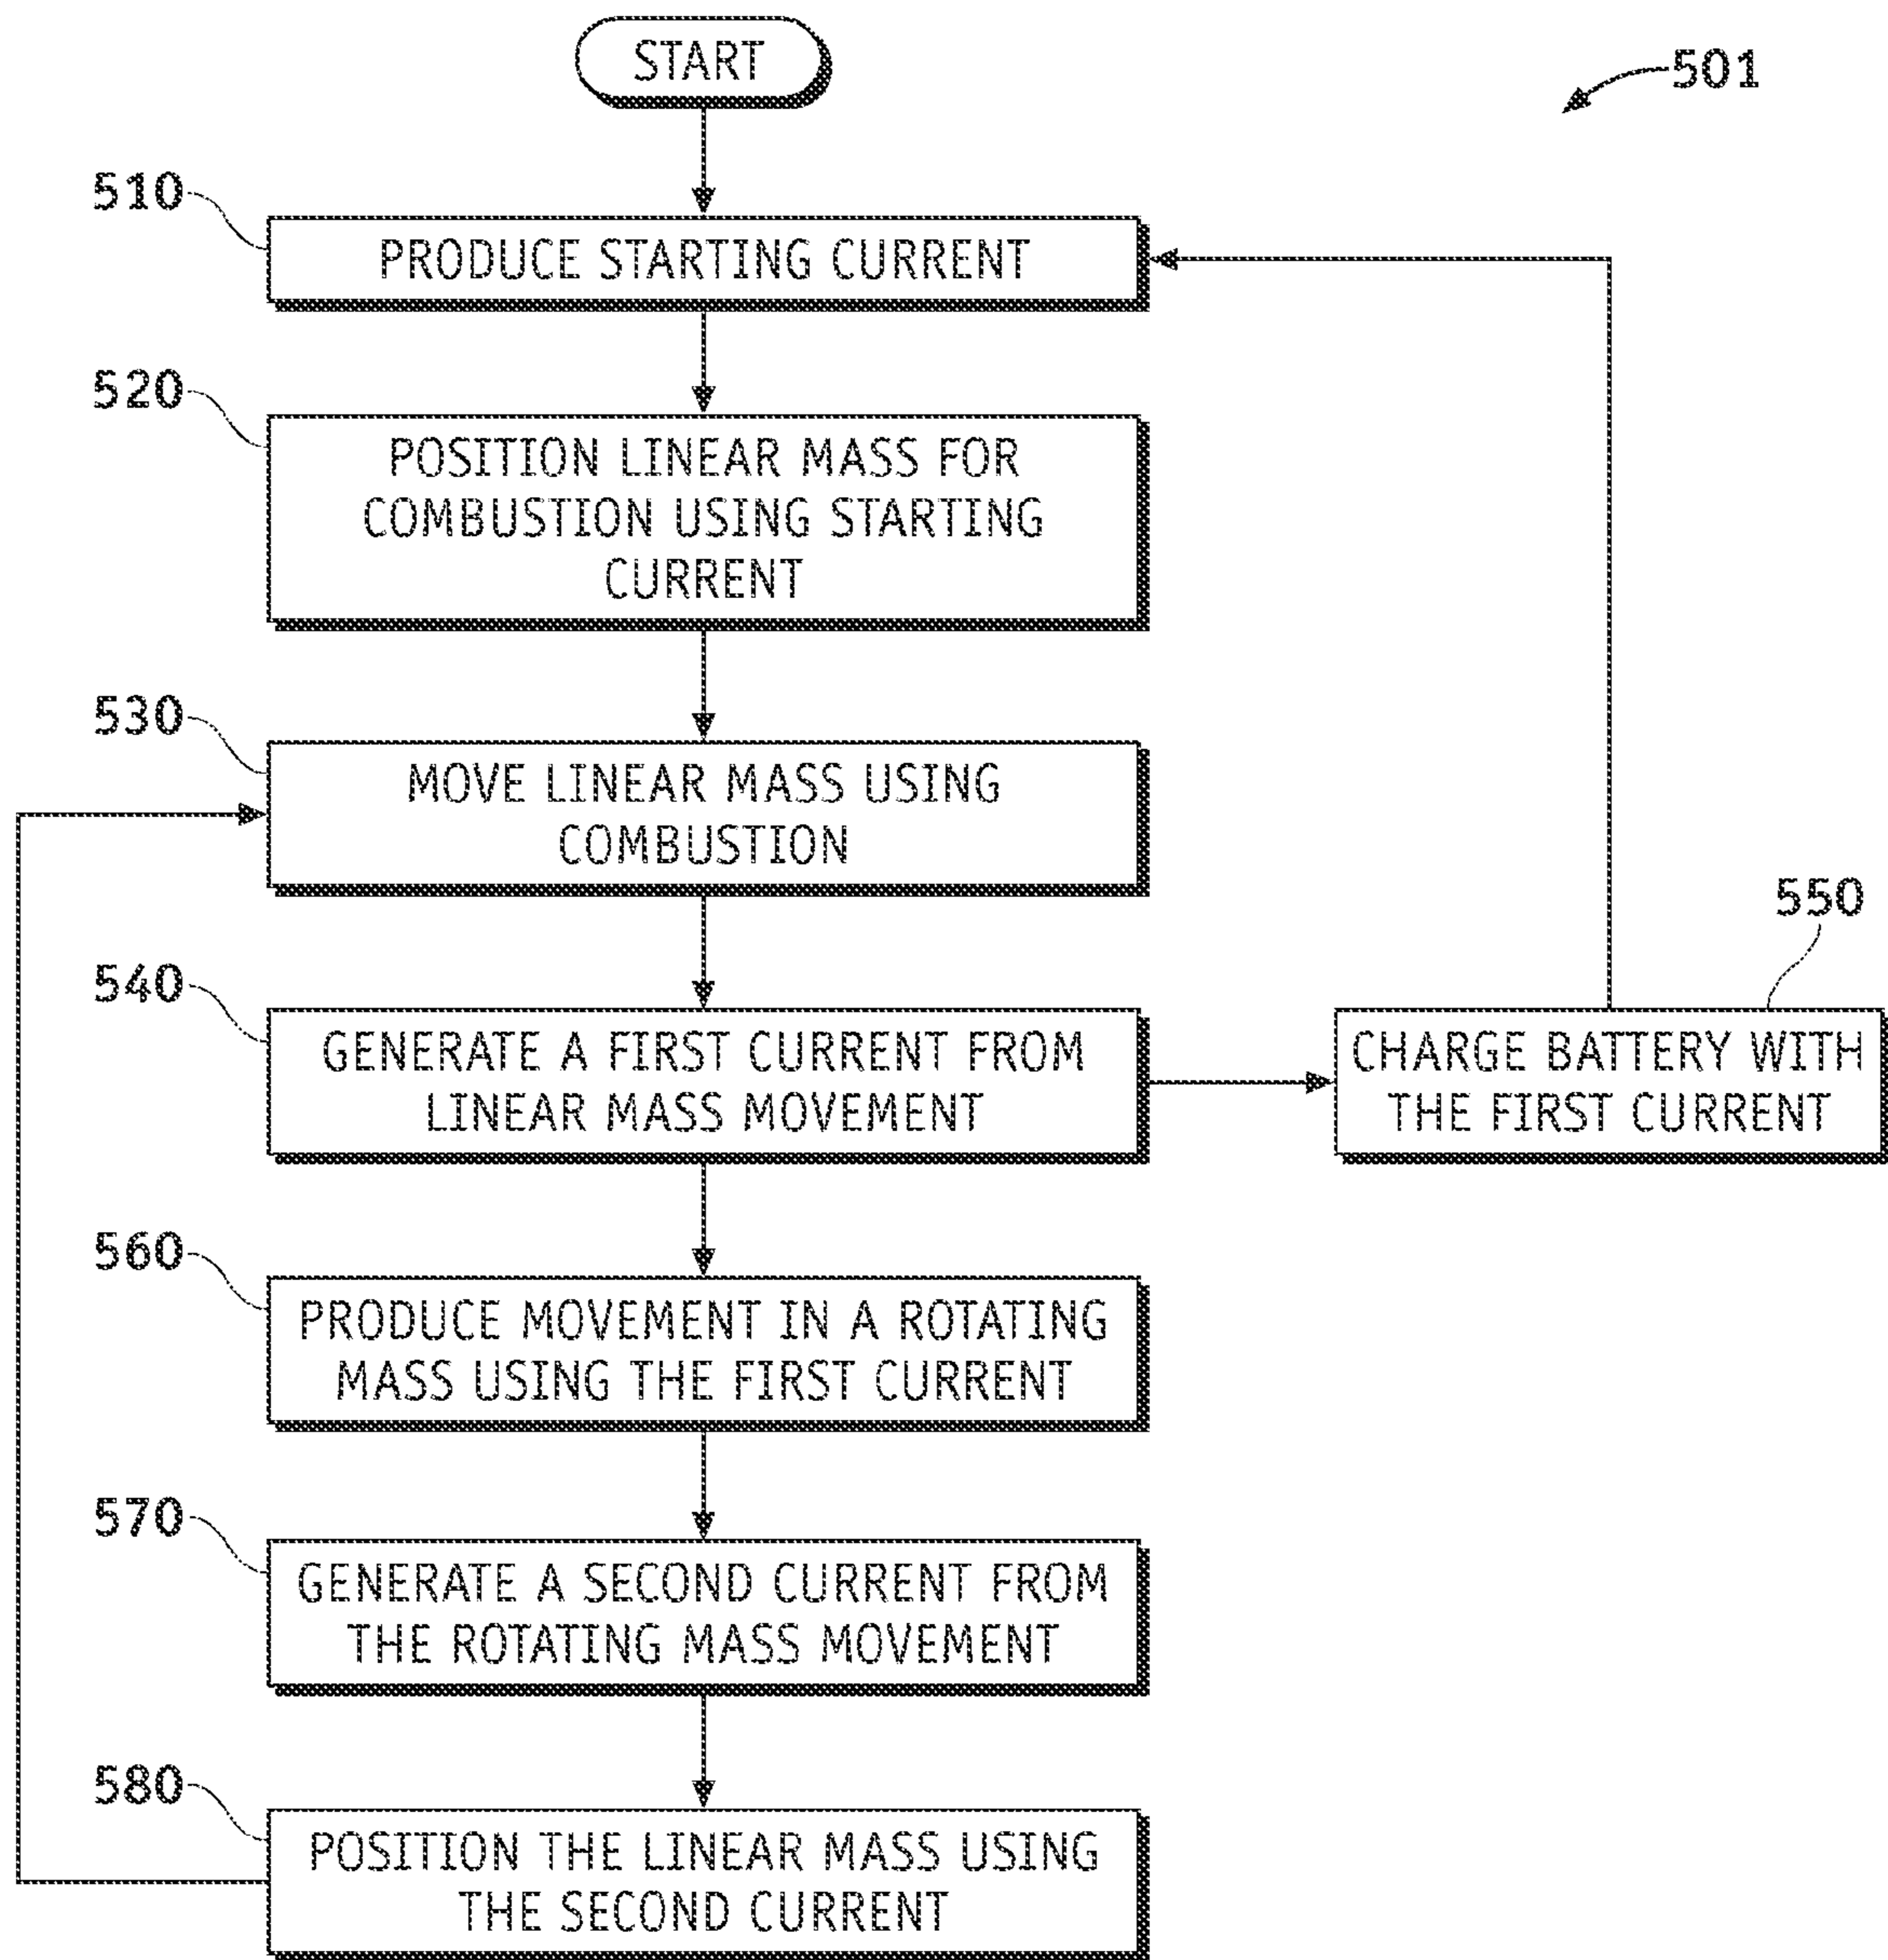 START
501
510
PRODUCE STARTING CURRENT
520
POSITION LINEAR MASS FOR
COMBUSTION USING STARTING
CURRENT
530
MOVE LINEAR MASS USING
COMBUSTION
540
GENERATE A FIRST CURRENT FROM
LINEAR MASS MOVEMENT
550
CHARGE BATTERY WITH
THE FIRST CURRENT
560
PRODUCE MOVEMENT IN A ROTATING
MASS USING THE FIRST CURRENT
570
GENERATE A SECOND CURRENT FROM
THE ROTATING MASS MOVEMENT
580
POSITION THE LINEAR MASS USING
THE SECOND CURRENT